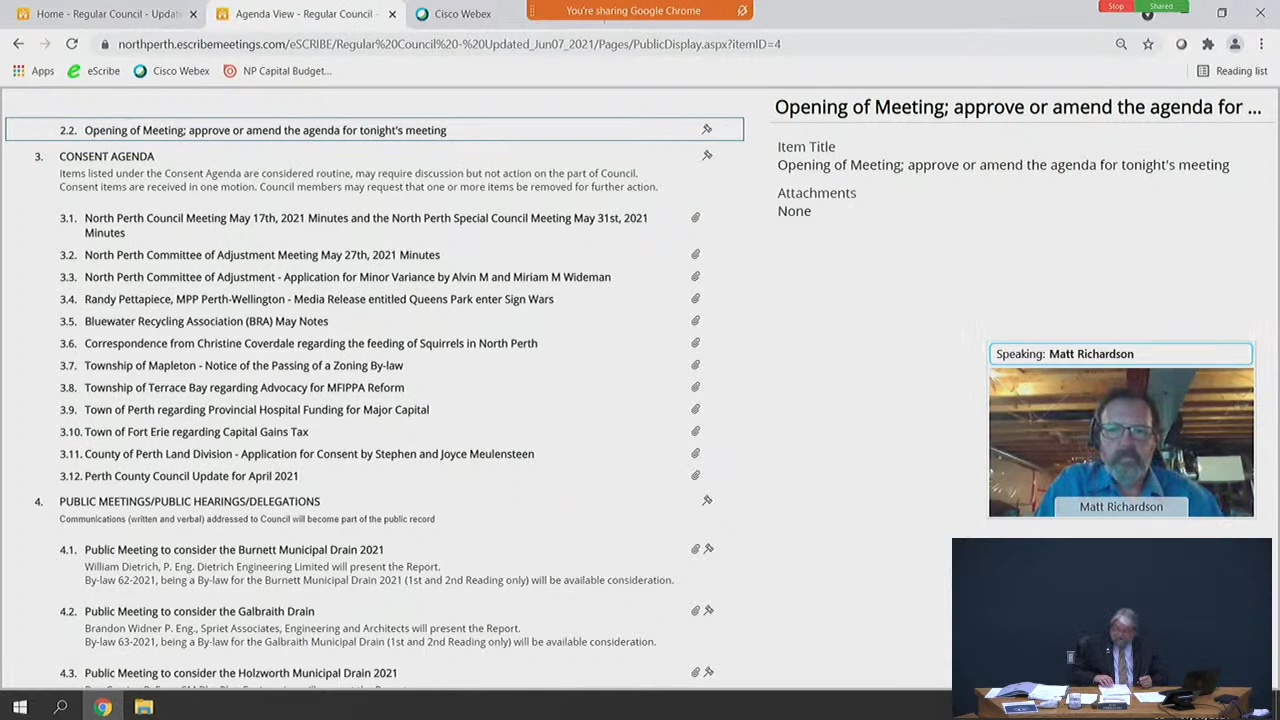 Home - Regular Council - Updat
Agenda View - Regular Council -
Cisco Webex
You're sharing Google Chrome
Stop
Shared
northperth.escribemeetings.com/eSCRIBE/Regular%20Council%20-%20Updated_Jun07_2021/Pages/PublicDisplay.aspx?itemID=4
Apps
eScribe
Cisco Webex
NP Capital Budget...
Reading list
2.2. Opening of Meeting; approve or amend the agenda for tonight's meeting
3. CONSENT AGENDA
Items listed under the Consent Agenda are considered routine, may require discussion but not action on the part of Council.
Consent items are received in one motion. Council members may request that one or more items be removed for further action.
3.1. North Perth Council Meeting May 17th, 2021 Minutes and the North Perth Special Council Meeting May 31st, 2021
Minutes
3.2. North Perth Committee of Adjustment Meeting May 27th, 2021 Minutes
3.3. North Perth Committee of Adjustment - Application for Minor Variance by Alvin M and Miriam M Wideman
3.4. Randy Pettapiece, MPP Perth-Wellington - Media Release entitled Queens Park enter Sign Wars
3.5. Bluewater Recycling Association (BRA) May Notes
3.6. Correspondence from Christine Coverdale regarding the feeding of Squirrels in North Perth
3.7. Township of Mapleton - Notice of the Passing of a Zoning By-law
3.8. Township of Terrace Bay regarding Advocacy for MFIPPA Reform
3.9. Town of Perth regarding Provincial Hospital Funding for Major Capital
3.10. Town of Fort Erie regarding Capital Gains Tax
3.11. County of Perth Land Division - Application for Consent by Stephen and Joyce Meulensteen
3.12. Perth County Council Update for April 2021
4. PUBLIC MEETINGS/PUBLIC HEARINGS/DELEGATIONS
Communications (written and verbal) addressed to Council will become part of the public record
4.1. Public Meeting to consider the Burnett Municipal Drain 2021
William Dietrich, P. Eng. Dietrich Engineering Limited will present the Report.
By-law 62-2021, being a By-law for the Burnett Municipal Drain 2021 (1st and 2nd Reading only) will be available consideration.
4.2. Public Meeting to consider the Galbraith Drain
Brandon Widner P. Eng., Spriet Associates, Engineering and Architects will present the Report.
By-law 63-2021, being a By-law for the Galbraith Municipal Drain (1st and 2nd Reading only) will be available consideration.
4.3. Public Meeting to consider the Holzworth Municipal Drain 2021
Opening of Meeting; approve or amend the agenda for ...
Item Title
Opening of Meeting; approve or amend the agenda for tonight's meeting
Attachments
None
Speaking: Matt Richardson
Matt Richardson